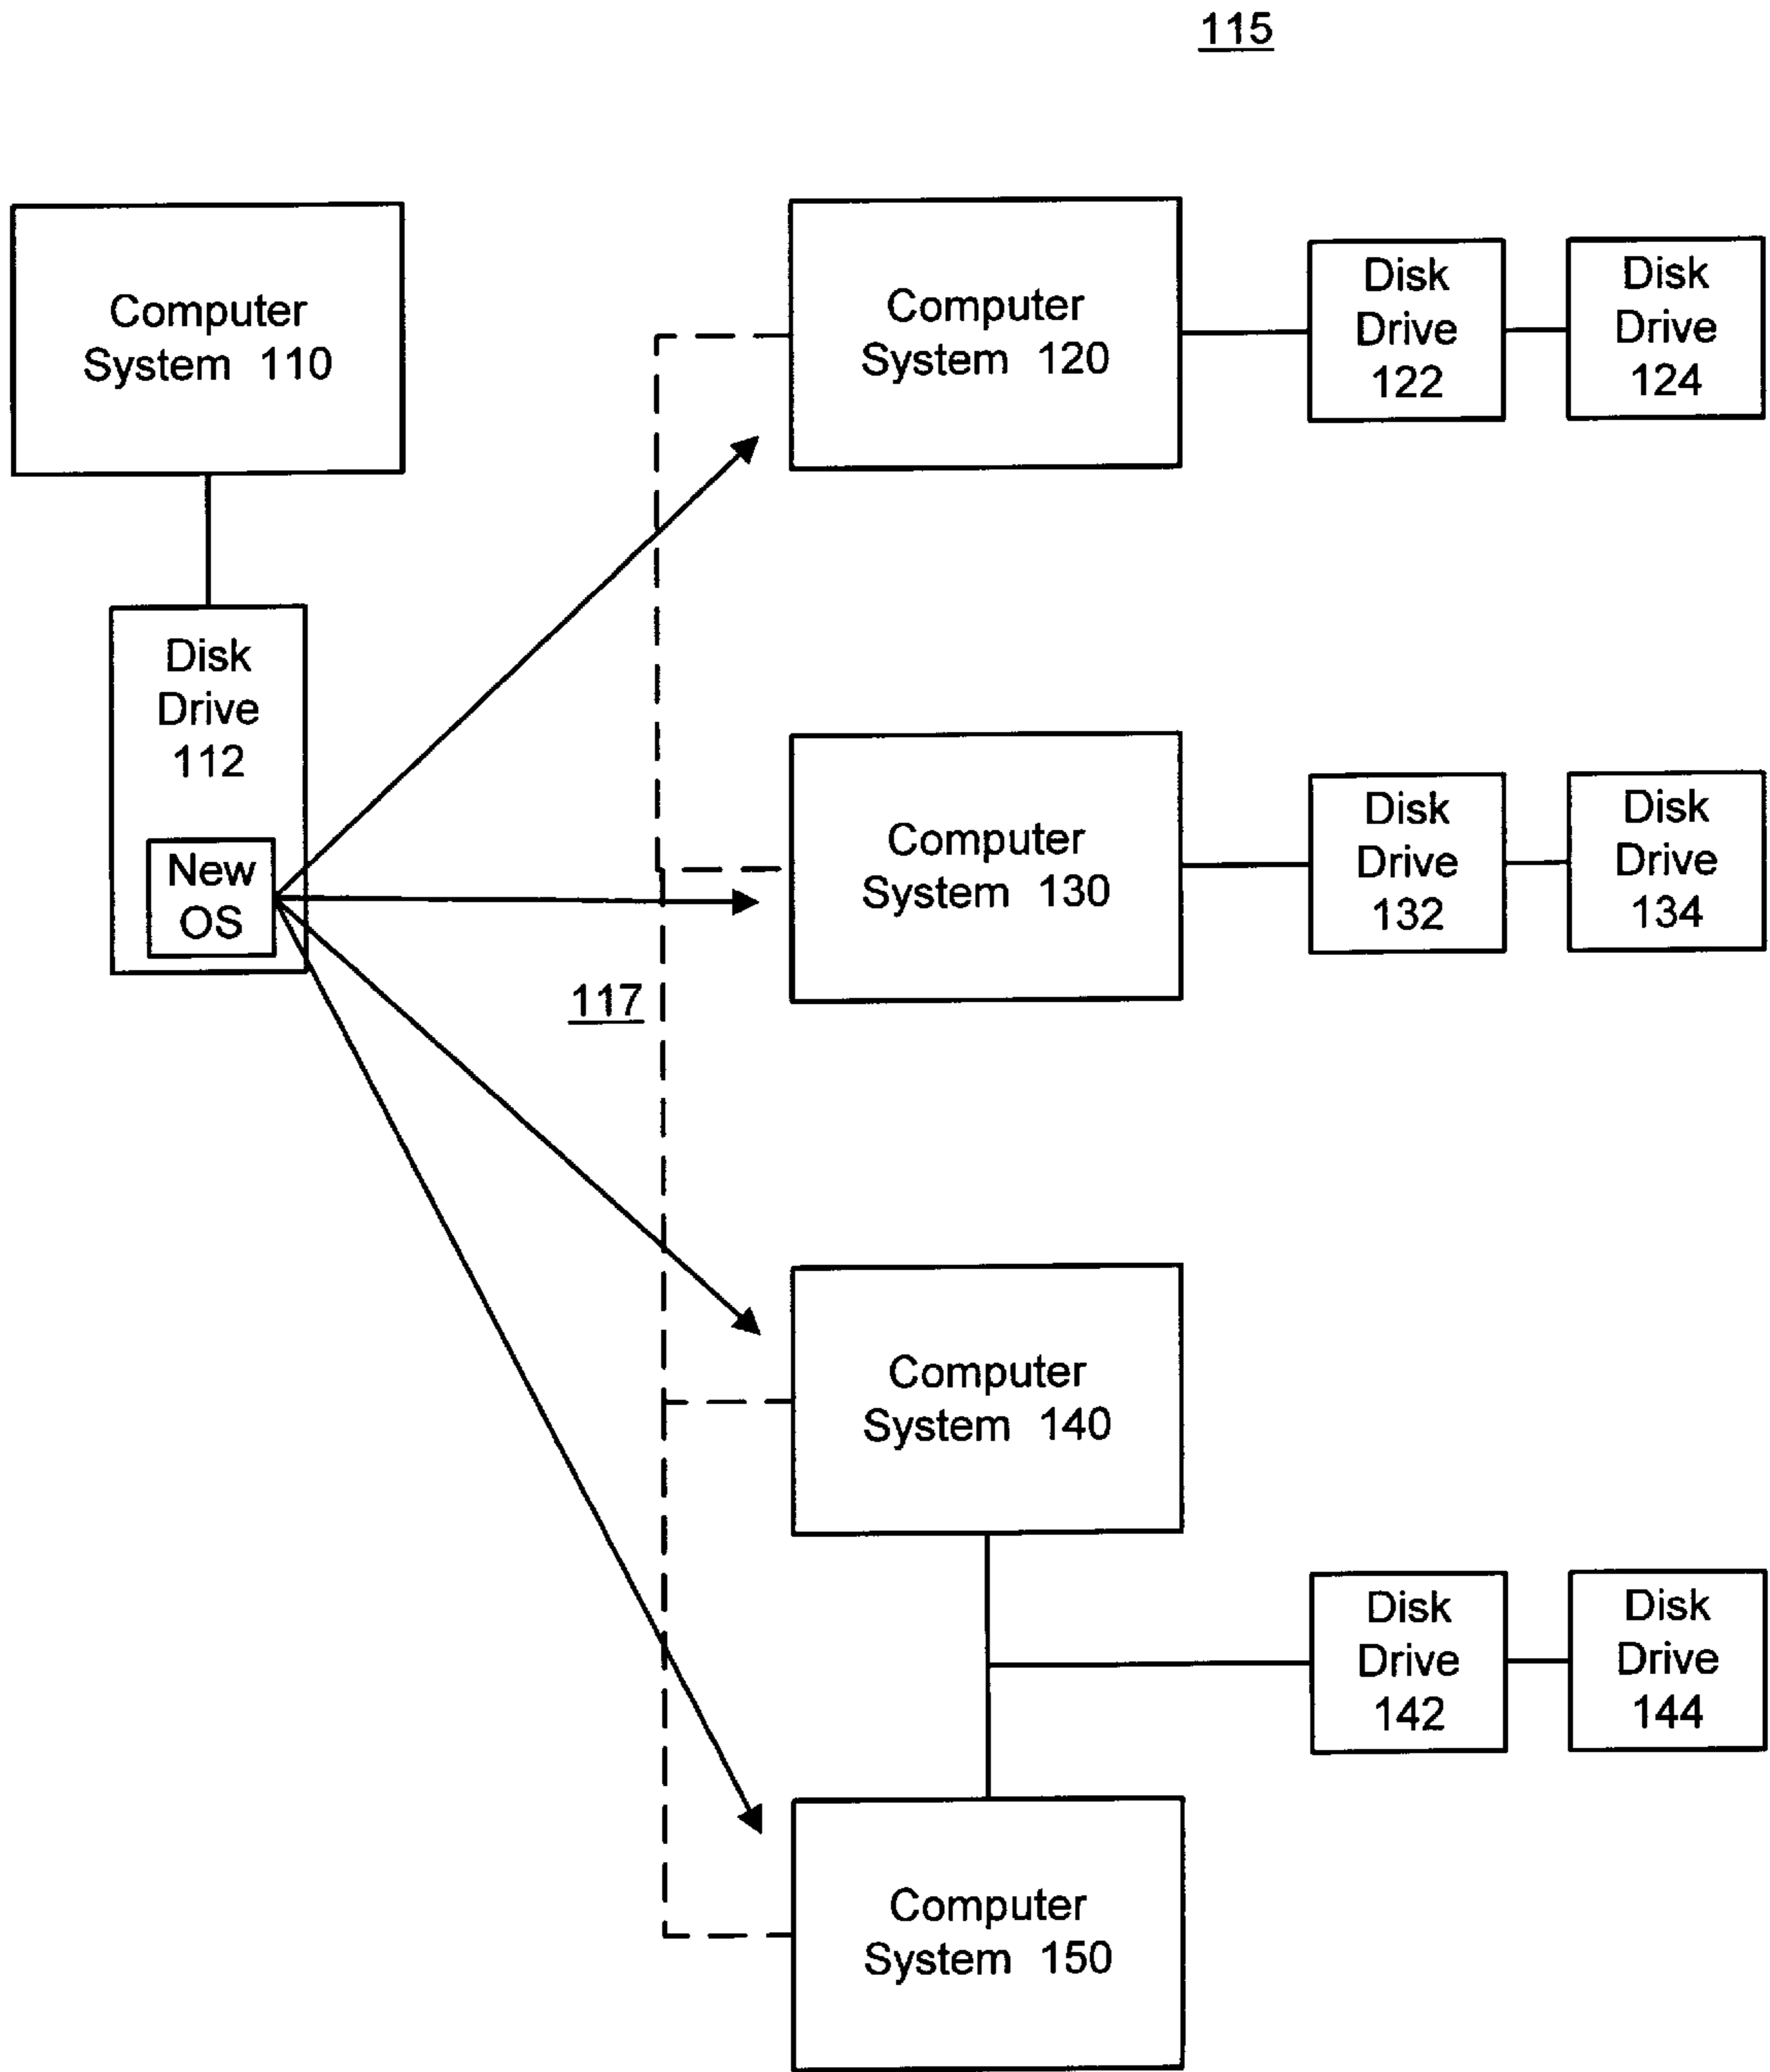 115
Computer
System 110
Computer
System 120
Disk
Drive
122
Disk
Drive
124
Disk
Drive
112
New
OS
Computer
System 130
Disk
Drive
132
Disk
Drive
134
117
Computer
System 140
Disk
Drive
142
Disk
Drive
144
Computer
System 150